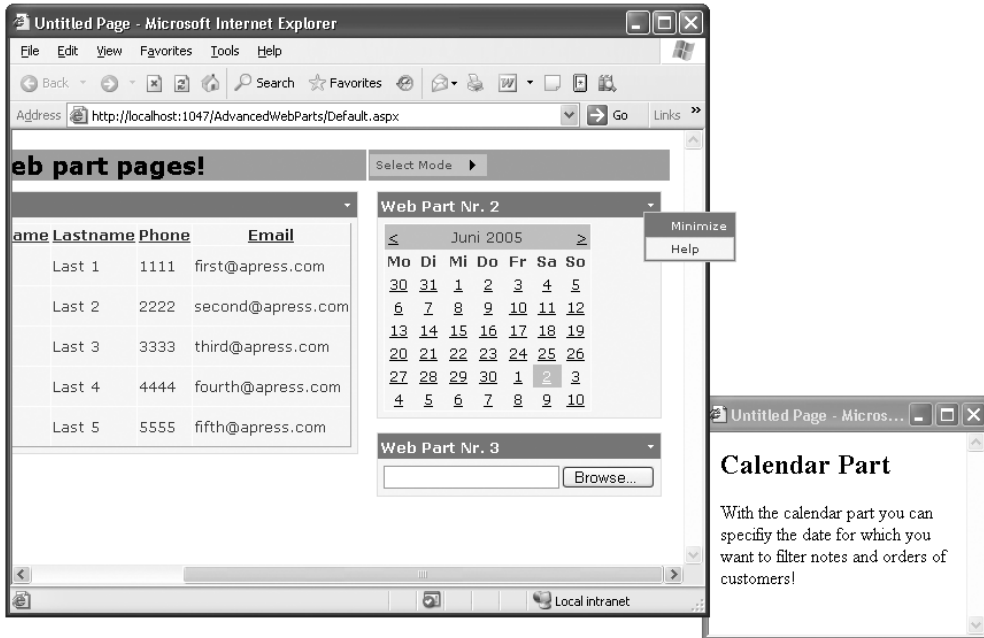 Untitled Page - Microsoft Internet Explorer
File Edit View Favorites Tools Help
Back Search Favorites
Address http://localhost:1047/AdvancedWebParts/Default.aspx Go Links »
eb part pages!
Select Mode
ame Lastname Phone Email
Last 1 1111 first@apress.com
Last 2 2222 second@apress.com
Last 3 3333 third@apress.com
Last 4 4444 fourth@apress.com
Last 5 5555 fifth@apress.com
Web Part Nr. 2
Minimize
Help
< Juni 2005 >
Mo Di Mi Do Fr Sa So
30 31 1 2 3 4 5
6 7 8 9 10 11 12
13 14 15 16 17 18 19
20 21 22 23 24 25 26
27 28 29 30 1 2 3
4 5 6 7 8 9 10
Web Part Nr. 3
Browse...
Local intranet
Untitled Page - Micros...
Calendar Part
With the calendar part you can
specifiy the date for which you
want to filter notes and orders of
customers!